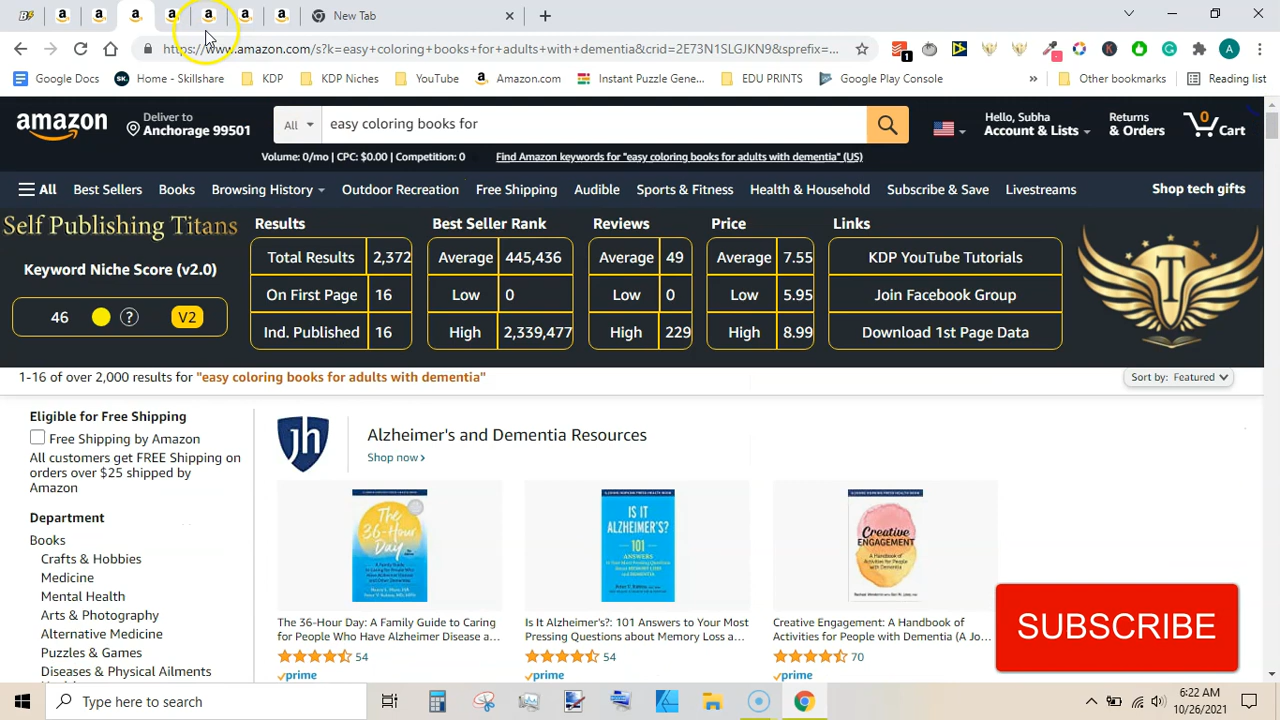 New Tab
https://www.amazon.com/s?k=easy coloring books for adults with dementia&crid=2E73N1SLGJKN9&sprefix=...
Google Docs
Home - Skillshare
KDP
KDP Niches
YouTube
Amazon.com
Instant Puzzle Gene...
EDU PRINTS
Google Play Console
Other bookmarks
Reading list
amazon
Deliver to
Anchorage 99501
All
easy coloring books for
Hello, Subha
Account & Lists
Returns
& Orders
0
Cart
Volume: 0/mo | CPC: $0.00 | Competition: 0
Find Amazon keywords for "easy coloring books for adults with dementia" (US)
All
Best Sellers
Books
Browsing History
Outdoor Recreation
Free Shipping
Audible
Sports & Fitness
Health & Household
Subscribe & Save
Livestreams
Shop tech gifts
Self Publishing Titans
Keyword Niche Score (v2.0)
46
?
V2
Results
Total Results 2,372
On First Page 16
Ind. Published 16
Best Seller Rank
Average 445,436
Low 0
High 2,339,477
Reviews
Average 49
Low 0
High 229
Price
Average 7.55
Low 5.95
High 8.99
Links
KDP YouTube Tutorials
Join Facebook Group
Download 1st Page Data
T
1-16 of over 2,000 results for "easy coloring books for adults with dementia"
Sort by: Featured
Eligible for Free Shipping
Free Shipping by Amazon
All customers get FREE Shipping on
orders over $25 shipped by
Amazon
Department
Books
Crafts & Hobbies
Medicine
Mental Health
Arts & Photography
Alternative Medicine
Puzzles & Games
Diseases & Physical Ailments
jh
Alzheimer's and Dementia Resources
Shop now
The
36-Hour
Day
IS IT
ALZHEIMER'S?
101
ANSWERS
Creative
ENGAGEMENT
The 36-Hour Day: A Family Guide to Caring
for People Who Have Alzheimer Disease...
54
prime
Is It Alzheimer's?: 101 Answers to Your Most
Pressing Questions about Memory Loss a...
54
prime
Creative Engagement: A Handbook of
Activities for People with Dementia (A Jo...
70
prime
SUBSCRIBE
Type here to search
6:22 AM
10/26/2021